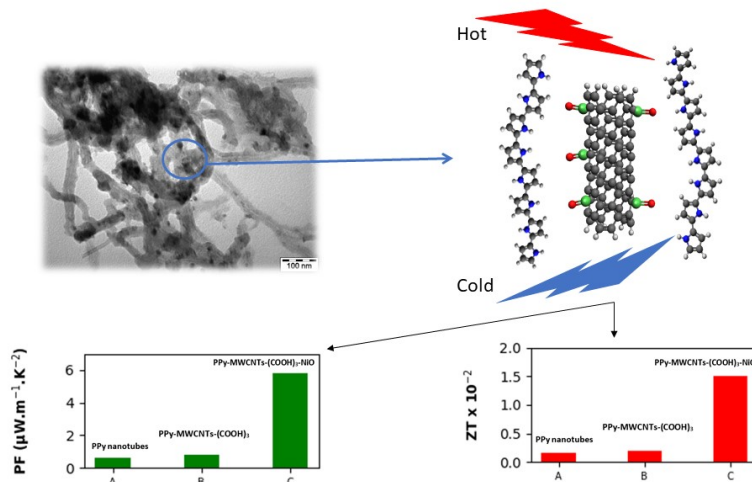 Hot
100 nm
Cold
PF (µW.m⁻¹.K⁻²)
6
4
2
0
PPy-MWCNTs-(COOH)₃-NiO
PPy-MWCNTs-(COOH)₃
PPy nanotubes
A B C
ZT x 10⁻²
2.0
1.5
1.0
0.5
0.0
PPy-MWCNTs-(COOH)₃-NiO
PPy-MWCNTs-(COOH)₃
PPy nanotubes
A B C